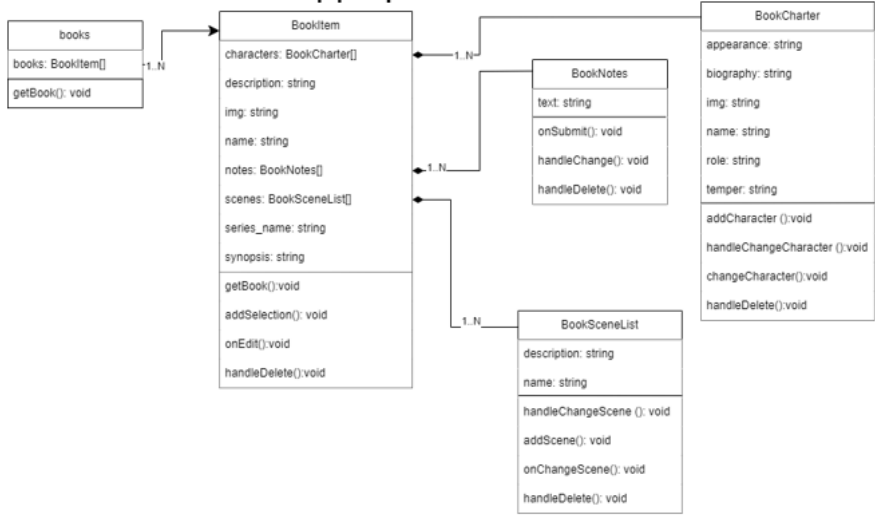 books
books: BookItem[]
getBook(): void
1..N
BookItem
characters: BookCharter[]
description: string
img: string
name: string
notes: BookNotes[]
scenes: BookSceneList[]
series_name: string
synopsis: string
getBook():void
addSelection(): void
onEdit():void
handleDelete():void
1..N
1..N
1..N
BookNotes
text: string
onSubmit(): void
handleChange(): void
handleDelete(): void
BookCharter
appearance: string
biography: string
img: string
name: string
role: string
temper: string
addCharacter ():void
handleChangeCharacter ():void
changeCharacter():void
handleDelete():void
BookSceneList
description: string
name: string
handleChangeScene (): void
addScene(): void
onChangeScene(): void
handleDelete(): void